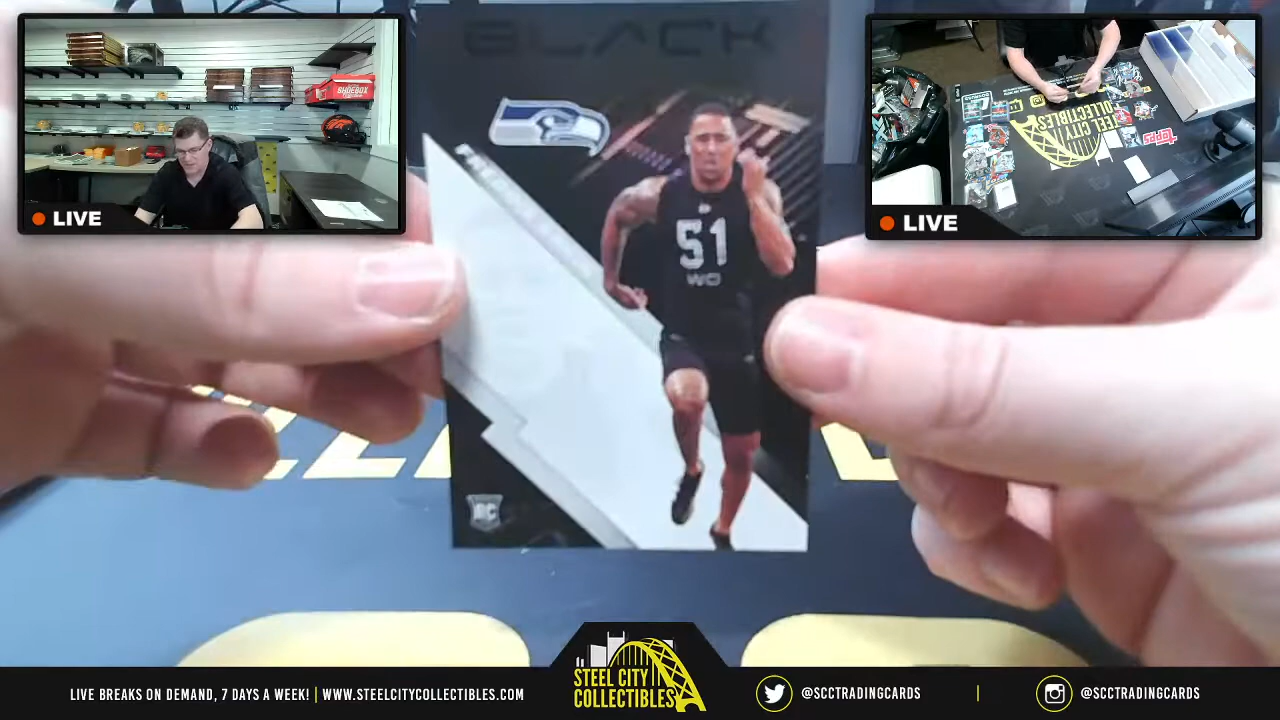 BLACK
51
WO
RC
LIVE
LIVE
SHOEBOX
STEEL CITY
COLLECTIBLES
Topps
LIVE BREAKS ON DEMAND, 7 DAYS A WEEK! | WWW.STEELCITYCOLLECTIBLES.COM
STEEL CITY
COLLECTIBLES
@SCCTRADINGCARDS | @SCCTRADINGCARDS